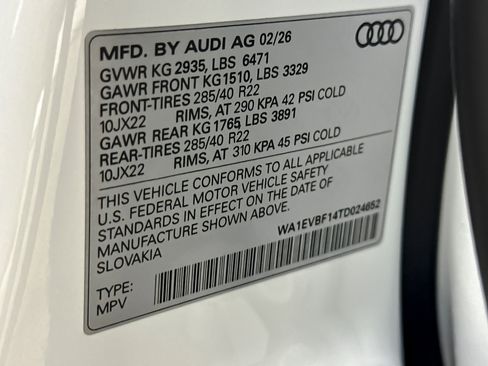 MFD. BY AUDI AG 02/26
GVWR KG 2935, LBS 6471
GAWR FRONT KG1510, LBS 3329
FRONT-TIRES 285/40 R22
10JX22 RIMS, AT 290 KPA 42 PSI COLD
GAWR REAR KG 1765, LBS 3891
REAR-TIRES 285/40 R22
10JX22 RIMS, AT 310 KPA 45 PSI COLD
THIS VEHICLE CONFORMS TO ALL APPLICABLE
U.S. FEDERAL MOTOR VEHICLE SAFETY
STANDARDS IN EFFECT ON THE DATE OF
MANUFACTURE SHOWN ABOVE.
SLOVAKIA
WA1EVBF14TD024652
TYPE:
MPV